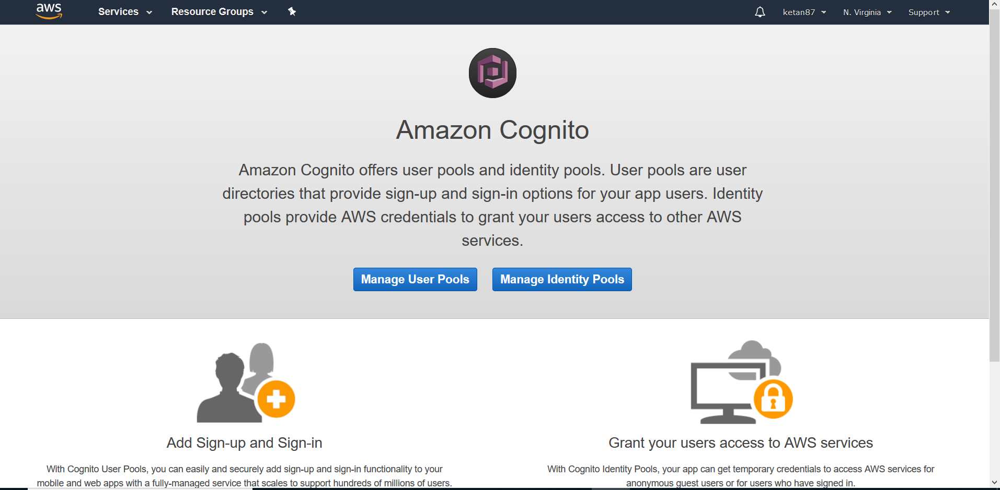 aws Services Resource Groups ketan87 N. Virginia Support
Amazon Cognito
Amazon Cognito offers user pools and identity pools. User pools are user
directories that provide sign-up and sign-in options for your app users. Identity
pools provide AWS credentials to grant your users access to other AWS
services.
Manage User Pools Manage Identity Pools
Add Sign-up and Sign-in
With Cognito User Pools, you can easily and securely add sign-up and sign-in functionality to your
mobile and web apps with a fully-managed service that scales to support hundreds of millions of users.
Grant your users access to AWS services
With Cognito Identity Pools, your app can get temporary credentials to access AWS services for
anonymous guest users or for users who have signed in.